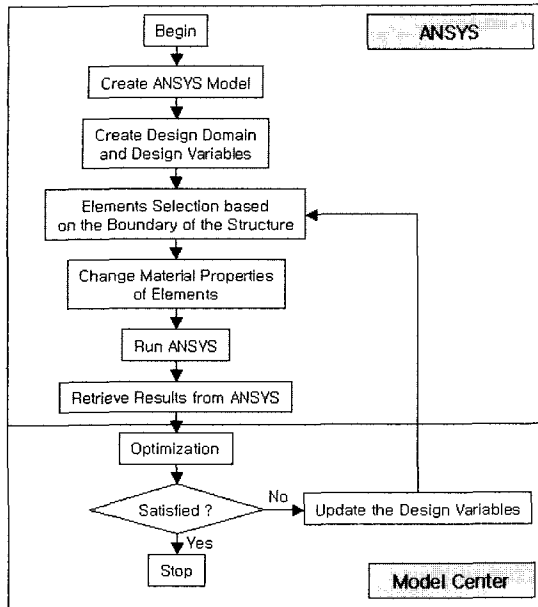 Begin
ANSYS
Create ANSYS Model
Create Design Domain
and Design Variables
Elements Selection based
on the Boundary of the Structure
Change Material Properties
of Elements
Run ANSYS
Retrieve Results from ANSYS
Optimization
Satisfied ?
No
Update the Design Variables
Yes
Stop
Model Center